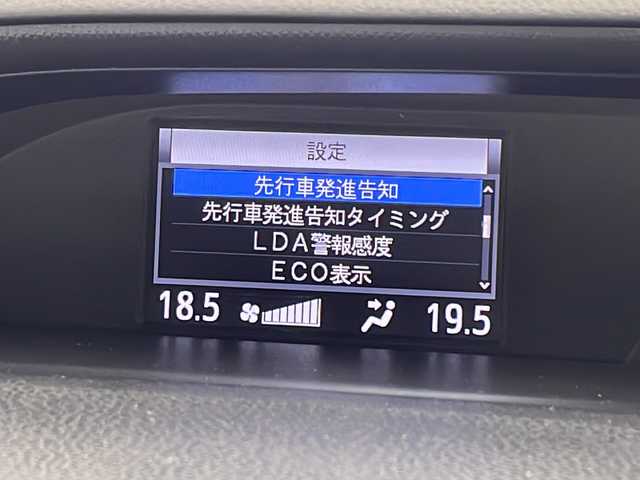 設定
先行車発進告知
先行車発進告知タイミング
LDA警報感度
ECO表示
18.5 19.5